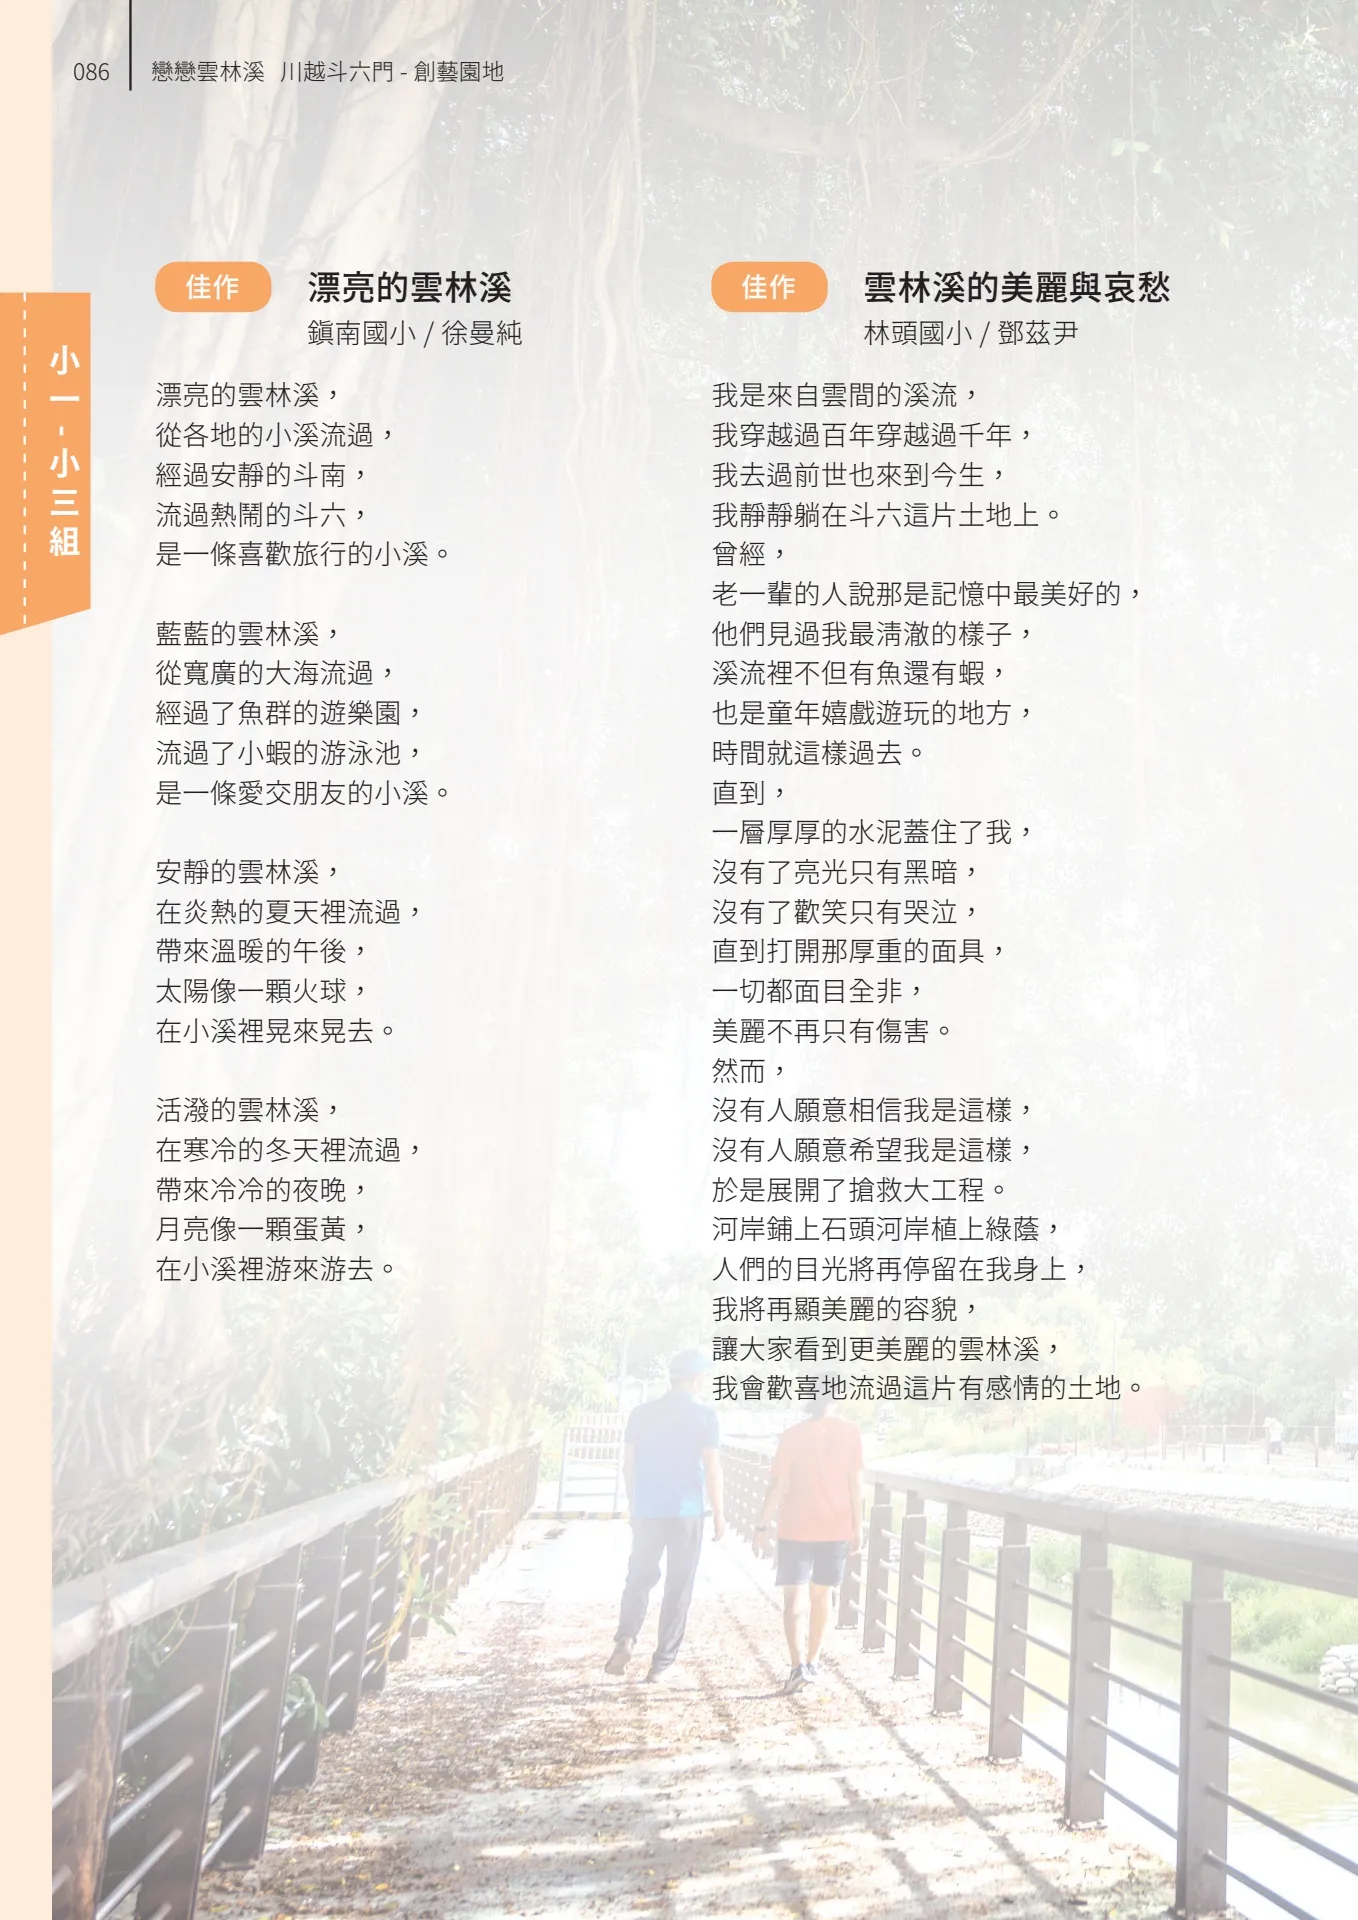 086
戀戀雲林溪 川越斗六門 - 創藝園地
小一-小三組
佳作
漂亮的雲林溪
鎮南國小 / 徐曼純
漂亮的雲林溪，
從各地的小溪流過，
經過安靜的斗南，
流過熱鬧的斗六，
是一條喜歡旅行的小溪。
藍藍的雲林溪，
從寬廣的大海流過，
經過了魚群的遊樂園，
流過了小蝦的游泳池，
是一條愛交朋友的小溪。
安靜的雲林溪，
在炎熱的夏天裡流過，
帶來溫暖的午後，
太陽像一顆火球，
在小溪裡晃來晃去。
活潑的雲林溪，
在寒冷的冬天裡流過，
帶來冷冷的夜晚，
月亮像一顆蛋黃，
在小溪裡游來游去。
佳作
雲林溪的美麗與哀愁
林頭國小 / 鄧茲尹
我是來自雲間的溪流，
我穿越過百年穿越過千年，
我去過前世也來到今生，
我靜靜躺在斗六這片土地上。
曾經，
老一輩的人說那是記憶中最美好的，
他們見過我最清澈的樣子，
溪流裡不但有魚還有蝦，
也是童年嬉戲遊玩的地方，
時間就這樣過去。
直到，
一層厚厚的水泥蓋住了我，
沒有了亮光只有黑暗，
沒有了歡笑只有哭泣，
直到打開那厚重的面具，
一切都面目全非，
美麗不再只有傷害。
然而，
沒有人願意相信我是這樣，
沒有人願意希望我是這樣，
於是展開了搶救大工程。
河岸鋪上石頭河岸植上綠蔭，
人們的目光將再停留在我身上，
我將再顯美麗的容貌，
讓大家看到更美麗的雲林溪，
我會歡喜地流過這片有感情的土地。